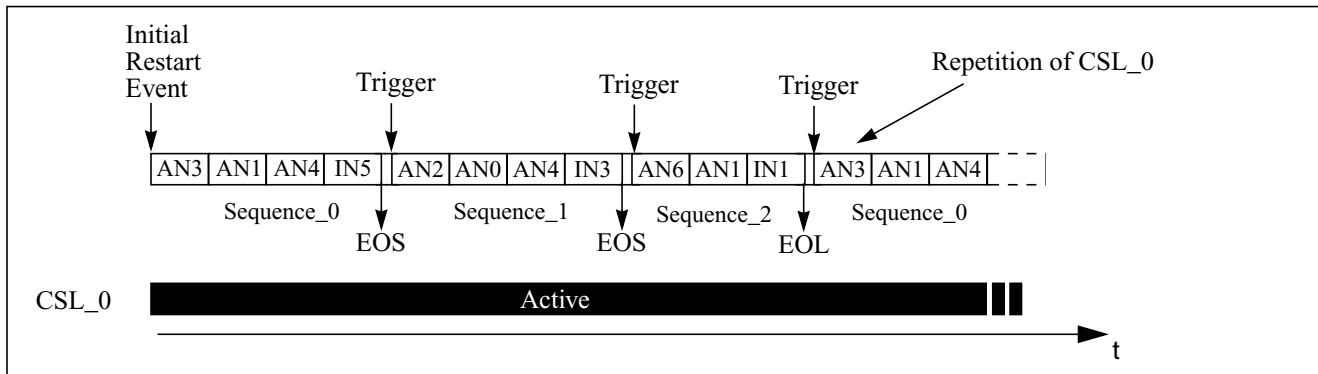 Initial
Restart
Event
Trigger
Trigger
Trigger
Repetition of CSL_0
AN3 AN1 AN4 IN5 AN2 AN0 AN4 IN3 AN6 AN1 IN1 AN3 AN1 AN4
Sequence_0 Sequence_1 Sequence_2 Sequence_0
EOS EOS EOL
CSL_0 Active
t